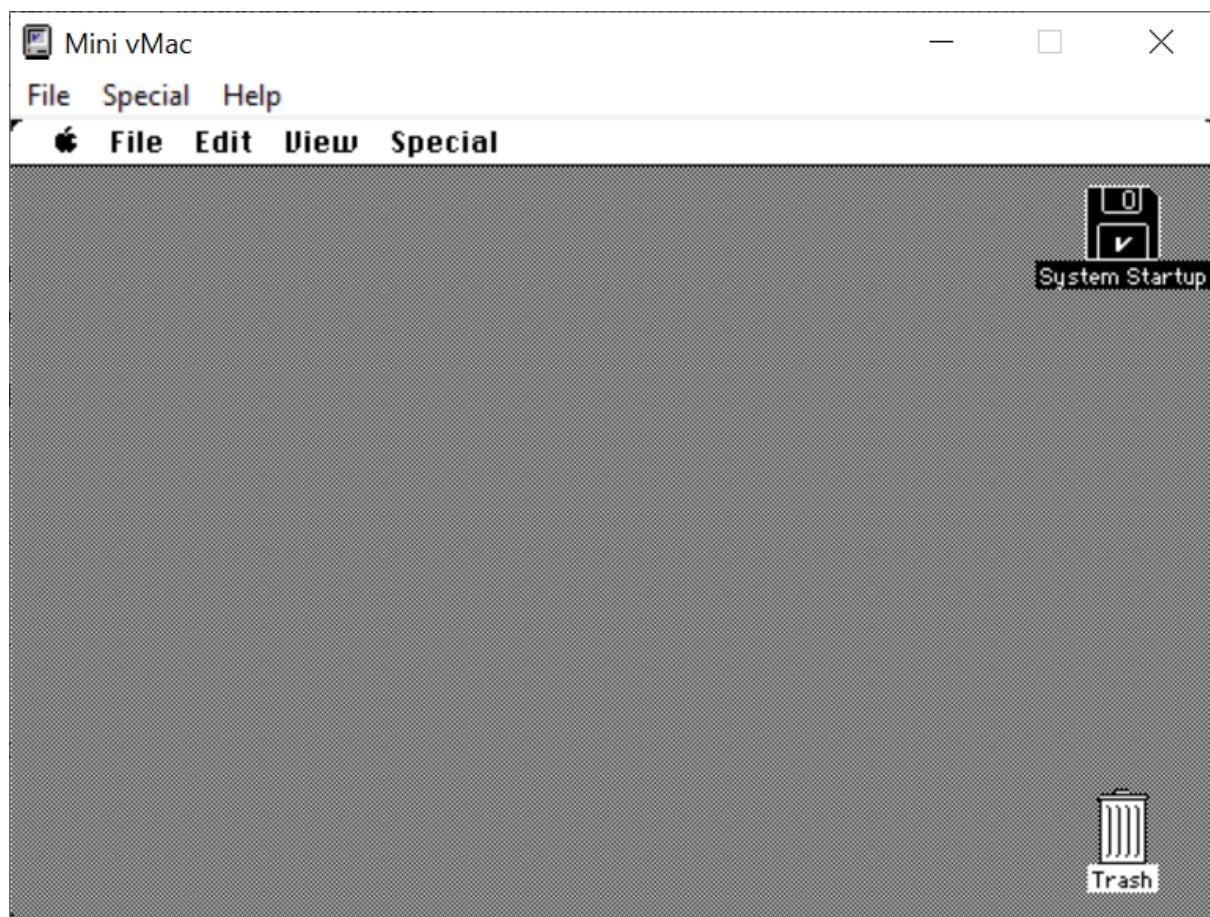 Mini vMac
File Special Help
File Edit View Special
0
v
System Startup
Trash